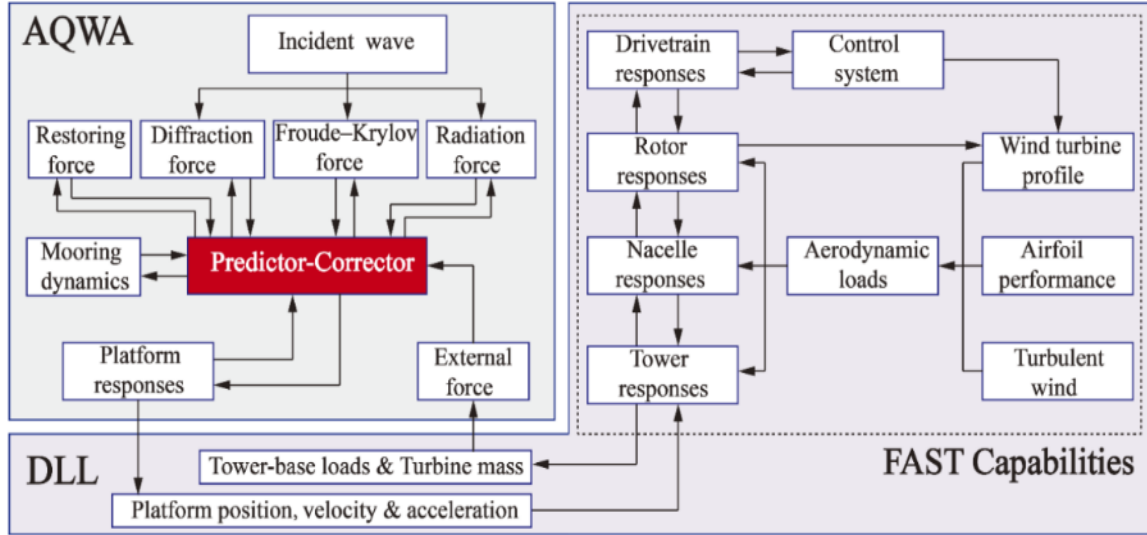 AQWA
Incident wave
Restoring
force
Diffraction
force
Froude–Krylov
force
Radiation
force
Mooring
dynamics
Predictor-Corrector
Platform
responses
External
force
Drivetrain
responses
Control
system
Rotor
responses
Wind turbine
profile
Nacelle
responses
Aerodynamic
loads
Airfoil
performance
Tower
responses
Turbulent
wind
DLL
Tower-base loads & Turbine mass
FAST Capabilities
Platform position, velocity & acceleration